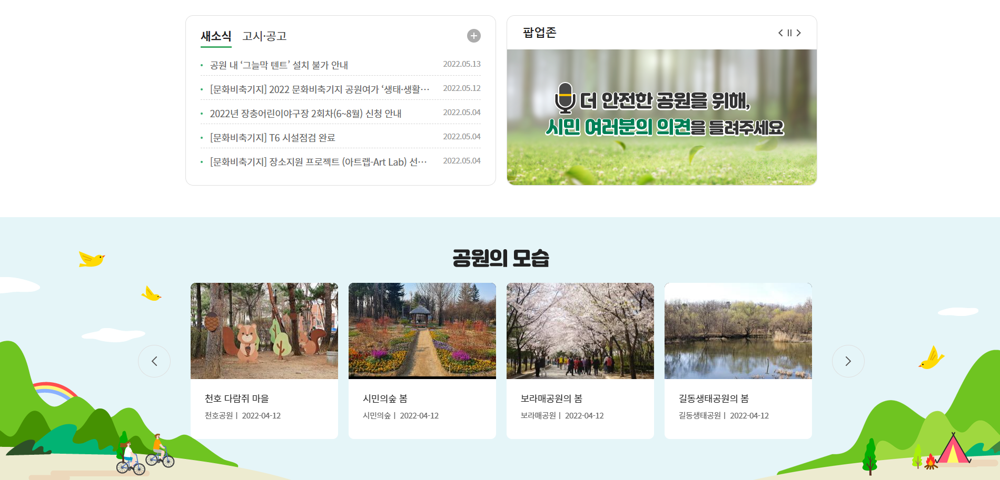 새소식 고시·공고
공원 내 ‘그늘막 텐트’ 설치 불가 안내 2022.05.13
[문화비축기지] 2022 문화비축기지 공원여가 ‘생태·생활··· 2022.05.12
2022년 장충어린이야구장 2회차(6~8월) 신청 안내 2022.05.04
[문화비축기지] T6 시설점검 완료 2022.05.04
[문화비축기지] 장소지원 프로젝트 (아트랩-Art Lab) 선··· 2022.05.04
팝업존
더 안전한 공원을 위해,
시민 여러분의 의견을 들려주세요
공원의 모습
천호 다람쥐 마을
천호공원 | 2022-04-12
시민의숲 봄
시민의숲 | 2022-04-12
보라매공원의 봄
보라매공원 | 2022-04-12
길동생태공원의 봄
길동생태공원 | 2022-04-12